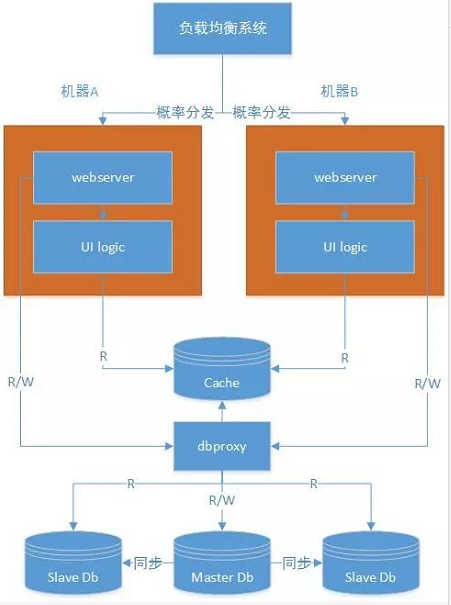 负载均衡系统
机器A
机器B
概率分发
概率分发
webserver
webserver
UI logic
UI logic
R
R
Cache
R/W
R/W
dbproxy
R
R/W
R
Slave Db
同步
Master Db
同步
Slave Db